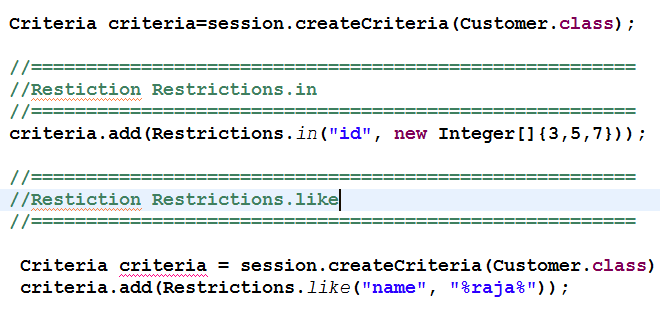 Criteria criteria=session.createCriteria(Customer.class);
//=======================================================
//Restiction Restrictions.in
//=======================================================
criteria.add(Restrictions.in("id", new Integer[]{3,5,7}));
//=======================================================
//Restiction Restrictions.like
//=======================================================
Criteria criteria = session.createCriteria(Customer.class)
criteria.add(Restrictions.like("name", "%raja%"));